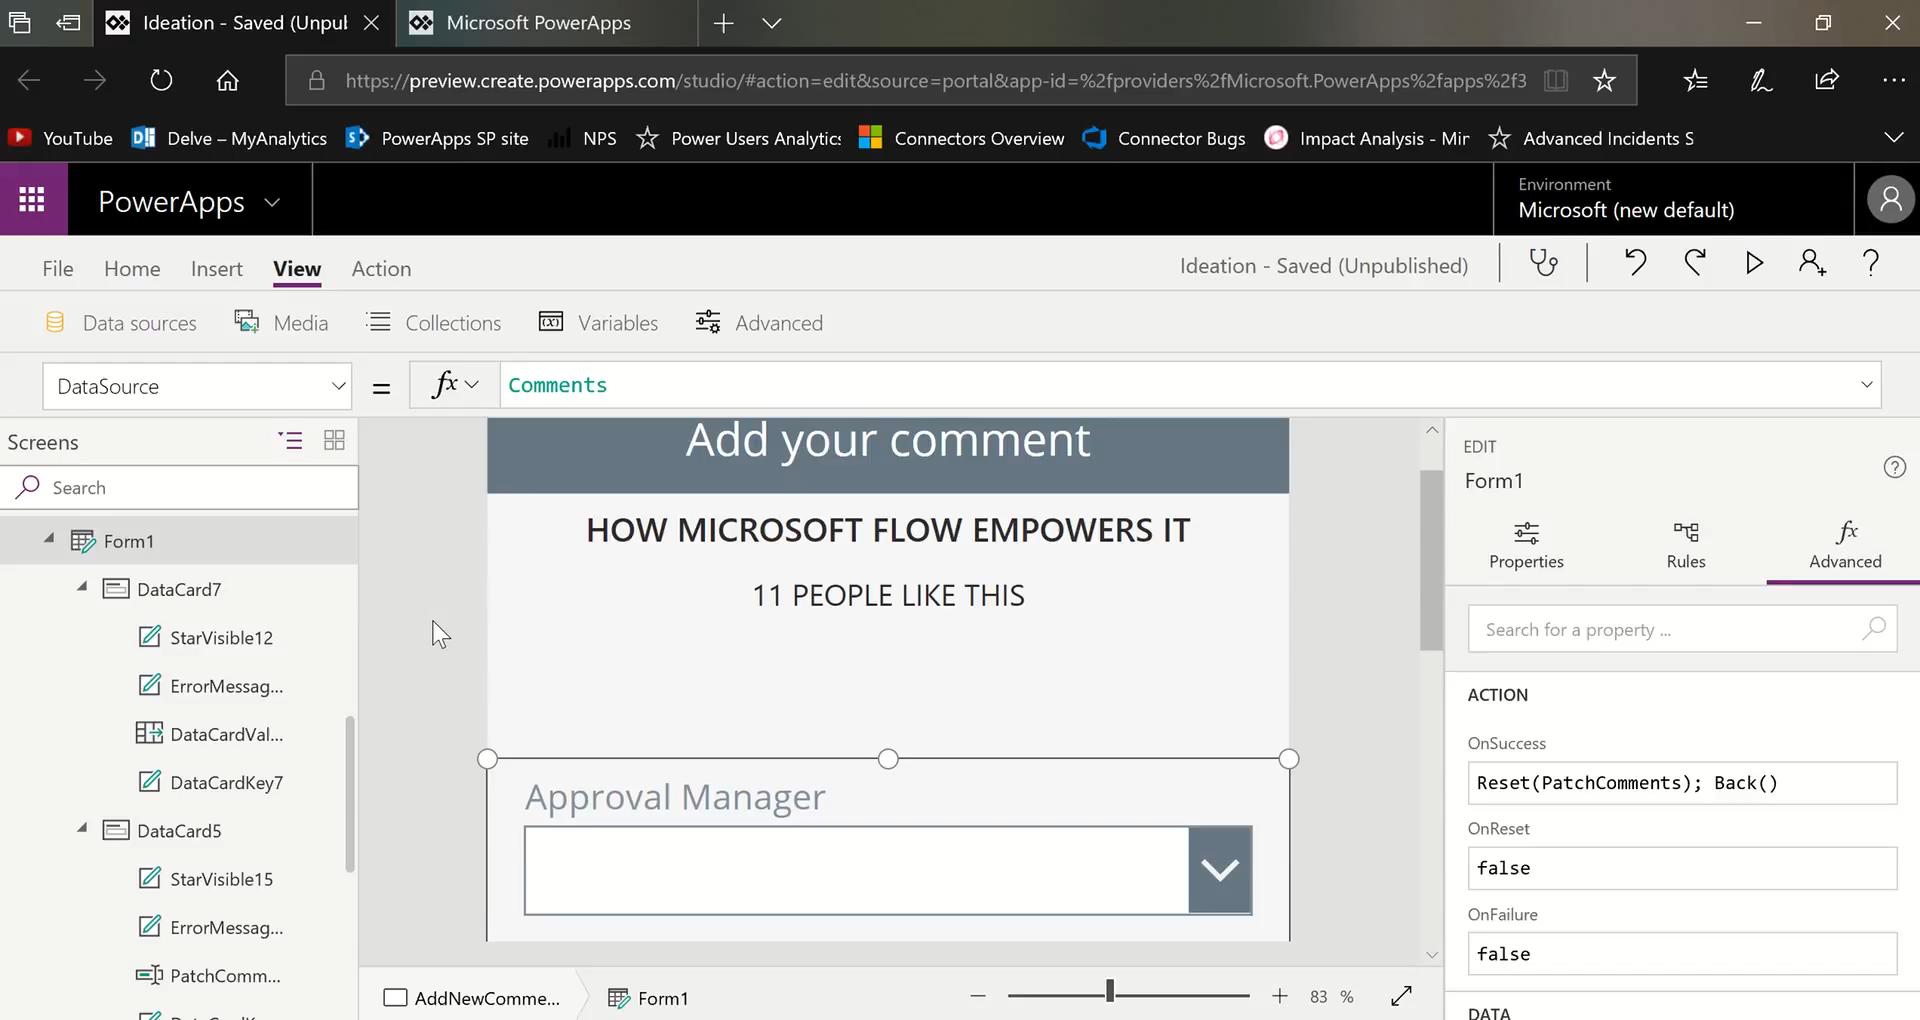 Ideation - Saved (Unpul
Microsoft PowerApps
https://preview.create.powerapps.com/studio/#action=edit&source=portal&app-id=%2fproviders%2fMicrosoft.PowerApps%2fapps%2f3
YouTube
Delve – MyAnalytics
PowerApps SP site
NPS
Power Users Analytics
Connectors Overview
Connector Bugs
Impact Analysis - Mir
Advanced Incidents S
PowerApps
Environment
Microsoft (new default)
File
Home
Insert
View
Action
Ideation - Saved (Unpublished)
Data sources
Media
Collections
Variables
Advanced
DataSource
=
fx
Comments
Screens
Search
Form1
DataCard7
StarVisible12
ErrorMessag...
DataCardVal...
DataCardKey7
DataCard5
StarVisible15
ErrorMessag...
PatchComm...
Add your comment
HOW MICROSOFT FLOW EMPOWERS IT
11 PEOPLE LIKE THIS
Approval Manager
AddNewComme...
Form1
83 %
EDIT
Form1
Properties
Rules
fx
Advanced
Search for a property ...
ACTION
OnSuccess
Reset(PatchComments); Back()
OnReset
false
OnFailure
false
DATA